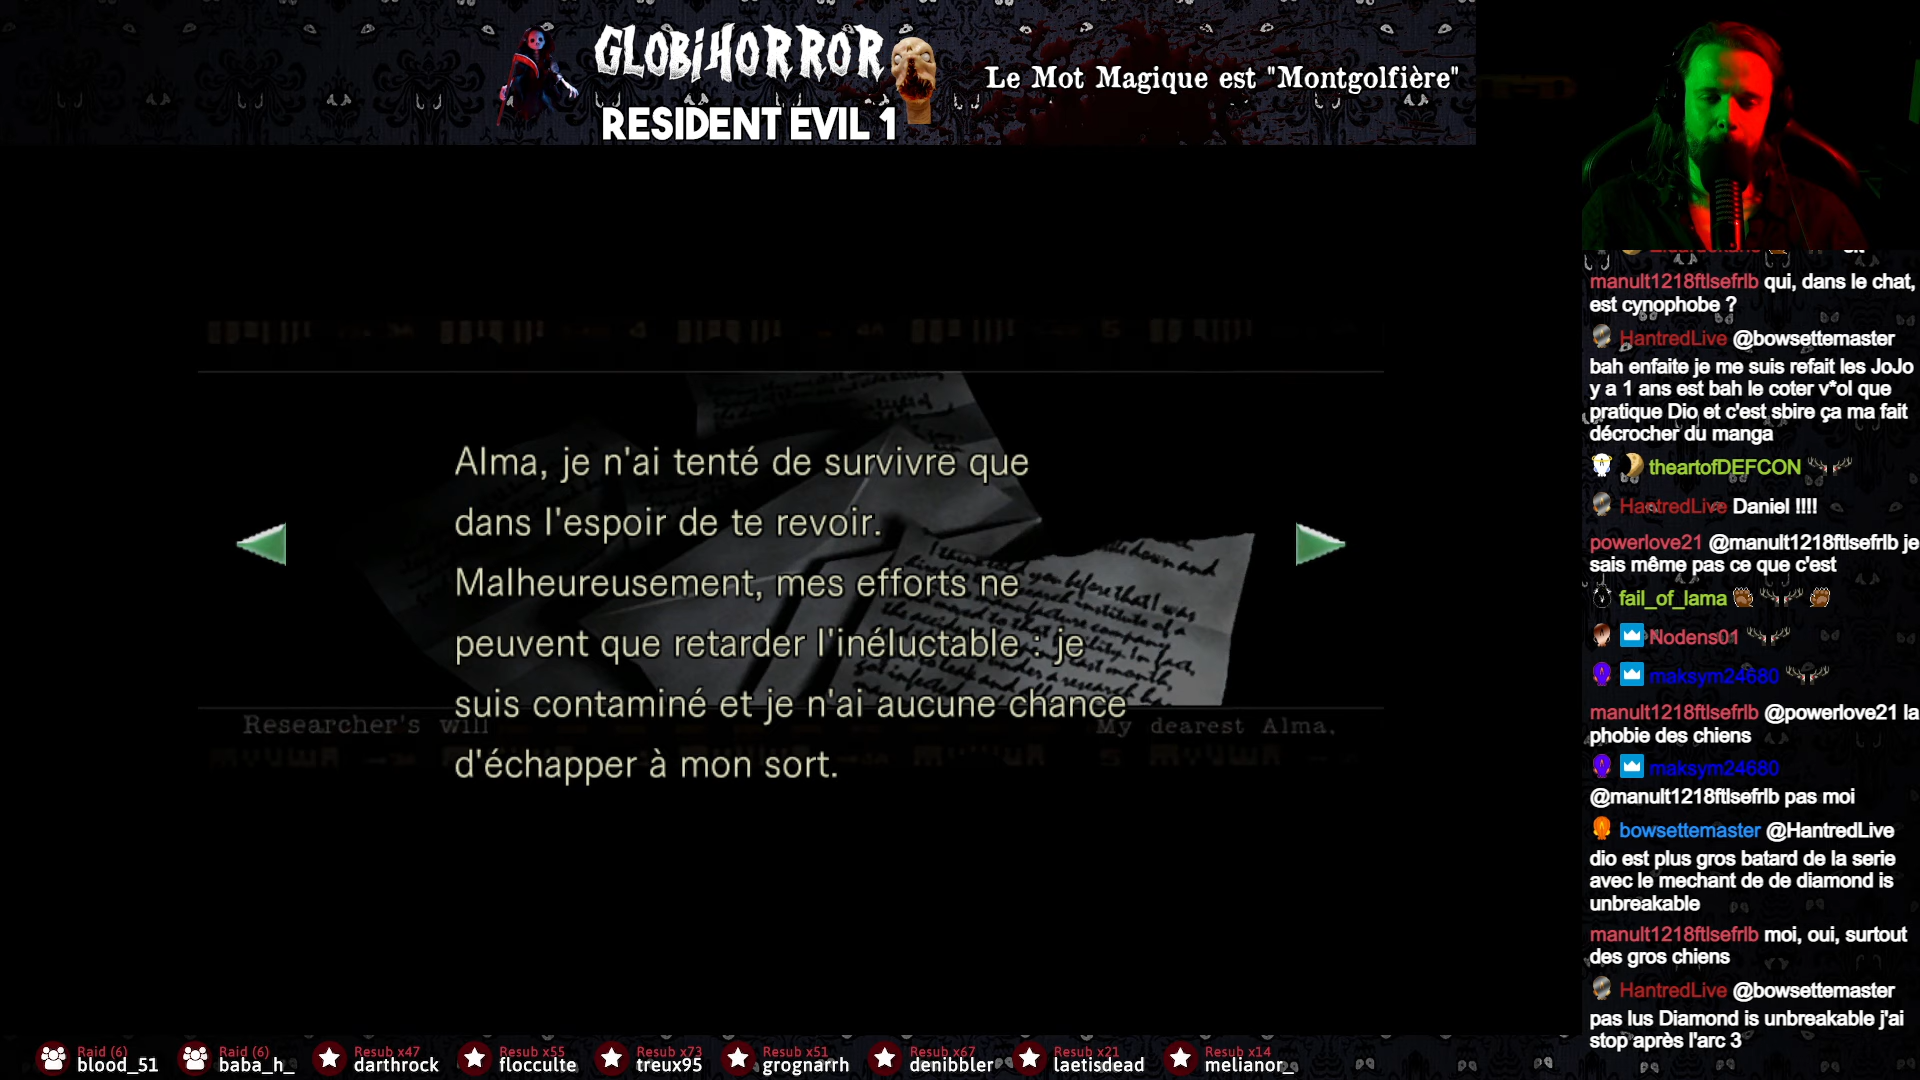 GLOBIHORROR
RESIDENT EVIL 1
Le Mot Magique est "Montgolfière"
Alma, je n'ai tenté de survivre que
dans l'espoir de te revoir.
Malheureusement, mes efforts ne
peuvent que retarder l'inéluctable : je
suis contaminé et je n'ai aucune chance
d'échapper à mon sort.
Researcher's will
My dearest Alma,
manult1218ftlsefrlb qui, dans le chat,
est cynophobe ?
HantredLive @bowsettemaster
bah enfaite je me suis refait les JoJo
y a 1 ans est bah le coter v*ol que
pratique Dio et c'est sbire ça ma fait
décrocher du manga
theartofDEFCON
HantredLive Daniel !!!!
powerlove21 @manult1218ftlsefrlb je
sais même pas ce que c'est
fail_of_lama
Nodens01
maksym24680
manult1218ftlsefrlb @powerlove21 la
phobie des chiens
maksym24680
@manult1218ftlsefrlb pas moi
bowsettemaster @HantredLive
dio est plus gros batard de la serie
avec le mechant de de diamond is
unbreakable
manult1218ftlsefrlb moi, oui, surtout
des gros chiens
HantredLive @bowsettemaster
pas lus Diamond is unbreakable j'ai
stop après l'arc 3
Raid (6)
blood_51
Raid (6)
baba_h_
Resub x47
darthrock
Resub x55
flocculte
Resub x73
treux95
Resub x51
grognarrh
Resub x67
denibbler
Resub x21
laetisdead
Resub x14
melianor_